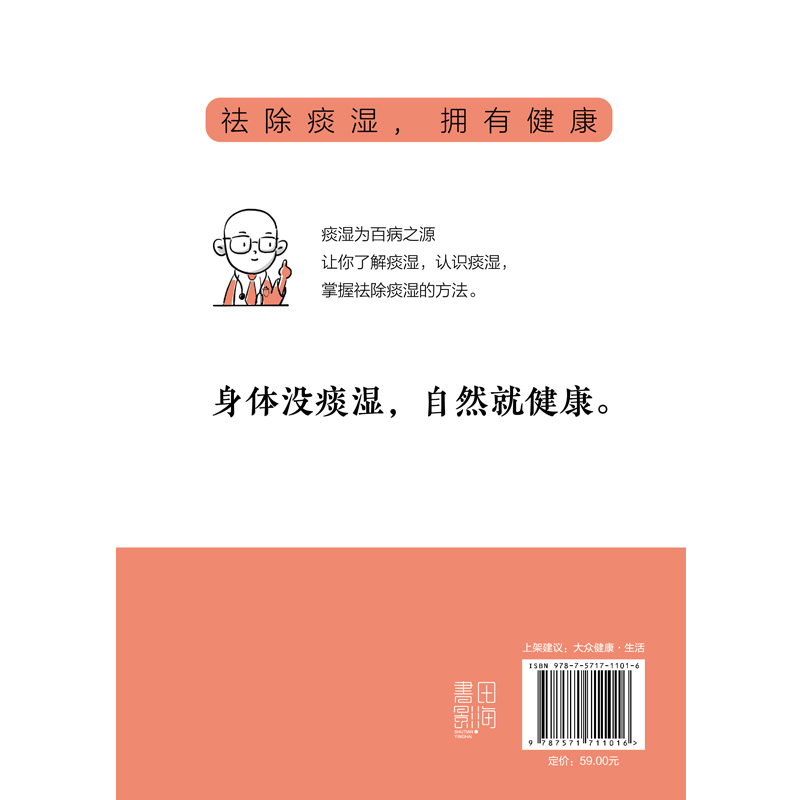 祛除痰湿，拥有健康
痰湿为百病之源
让你了解痰湿，认识痰湿，
掌握祛除痰湿的方法。
身体没痰湿，自然就健康。
上架建议：大众健康·生活
ISBN 978-7-5717-1101-6
9 787571 711016 >
定价：59.00元
書田
影海
SHUTIAN
YINGHAI